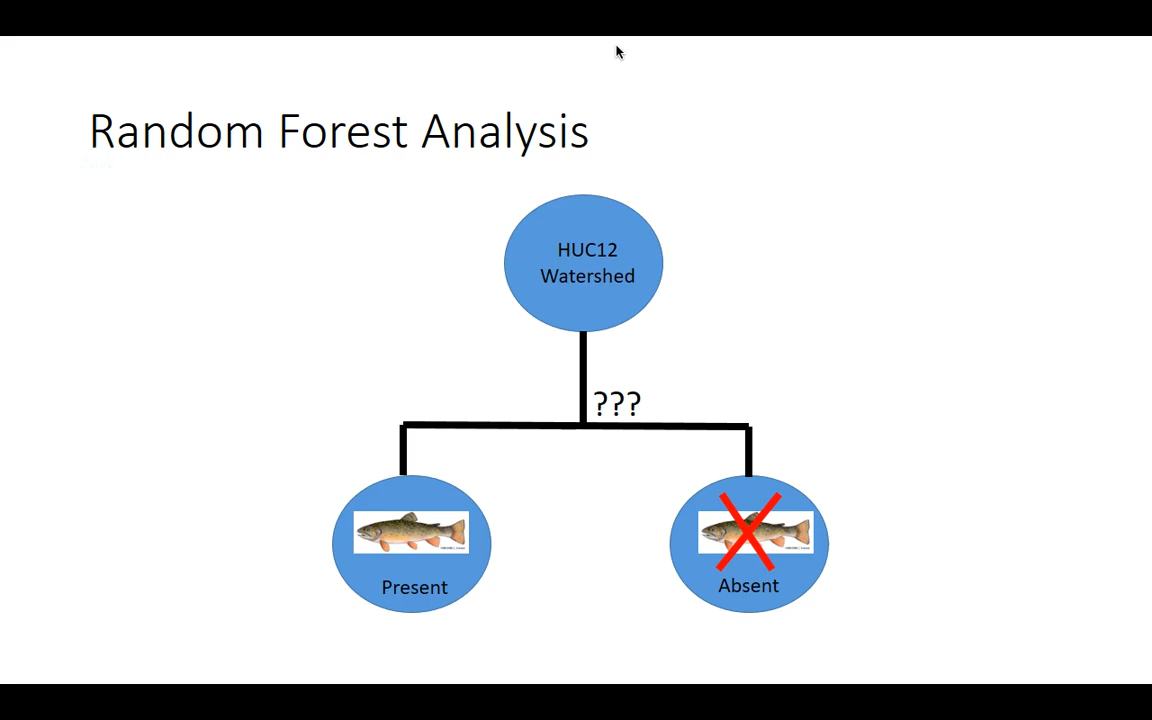 Random Forest Analysis
HUC12
Watershed
???
Present
Absent